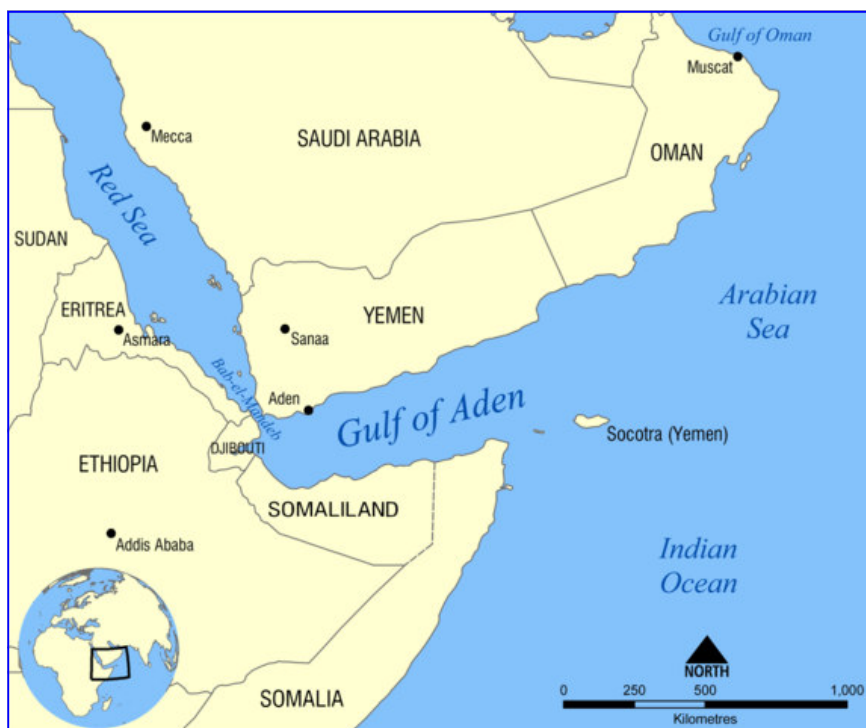 Gulf of Oman
Muscat
Mecca
SAUDI ARABIA
OMAN
Red Sea
SUDAN
Arabian
Sea
ERITREA
YEMEN
Asmara
Sanaa
Bab-el-Mandeb
Aden
Gulf of Aden
Socotra (Yemen)
DJIBOUTI
ETHIOPIA
SOMALILAND
Addis Ababa
Indian
Ocean
NORTH
SOMALIA
0 250 500 1,000
Kilometres